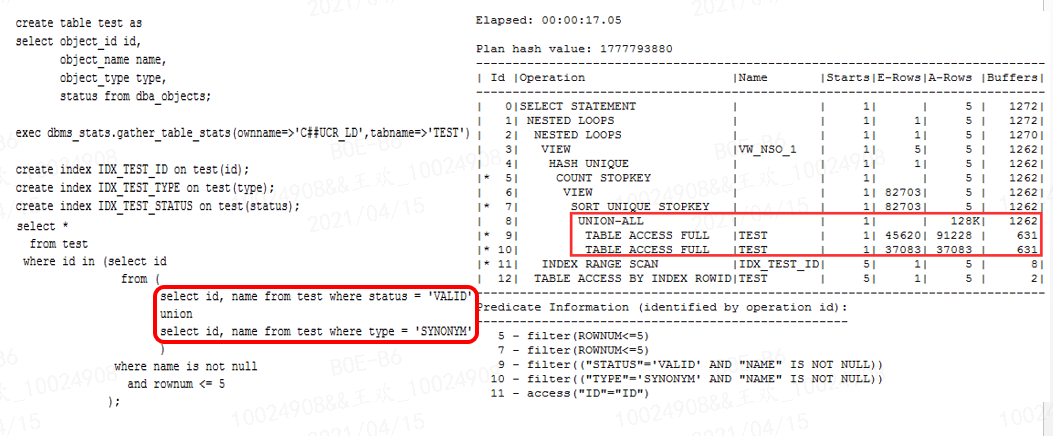 create table test as
select object_id id,
object_name name,
object_type type,
status from dba_objects;
exec dbms_stats.gather_table_stats(ownname=>'C##UCR_LD',tabname=>'TEST')
create index IDX_TEST_ID on test(id);
create index IDX_TEST_TYPE on test(type);
create index IDX_TEST_STATUS on test(status);
select *
from test
where id in (select id
from (
select id, name from test where status = 'VALID'
union
select id, name from test where type = 'SYNONYM'
)
where name is not null
and rownum <= 5
);
Elapsed: 00:00:17.05
Plan hash value: 1777793880
| Id |Operation |Name |Starts|E-Rows|A-Rows |Buffers|
| 0|SELECT STATEMENT | | 1| | 5 | 1272|
| 1| NESTED LOOPS | | 1| 1| 5 | 1272|
| 2| NESTED LOOPS | | 1| 1| 5 | 1270|
| 3| VIEW |VW_NSO_1 | 1| 5| 5 | 1262|
| 4| HASH UNIQUE | | 1| 1| 5 | 1262|
|* 5| COUNT STOPKEY | | 1| | 5 | 1262|
| 6| VIEW | | 1| 82703| 5 | 1262|
|* 7| SORT UNIQUE STOPKEY | | 1| 82703| 5 | 1262|
| 8| UNION-ALL | | 1| | 128K| 1262|
|* 9| TABLE ACCESS FULL |TEST | 1| 45620| 91228 | 631|
|* 10| TABLE ACCESS FULL |TEST | 1| 37083| 37083 | 631|
|* 11| INDEX RANGE SCAN |IDX_TEST_ID| 5| 1| 5 | 8|
| 12| TABLE ACCESS BY INDEX ROWID|TEST | 5| 1| 5 | 2|
Predicate Information (identified by operation id):
5 - filter(ROWNUM<=5)
7 - filter(ROWNUM<=5)
9 - filter(("STATUS"='VALID' AND "NAME" IS NOT NULL))
10 - filter(("TYPE"='SYNONYM' AND "NAME" IS NOT NULL))
11 - access("ID"="ID")
BOE-B6
10024908&&王欢_10024908
2021/04/15